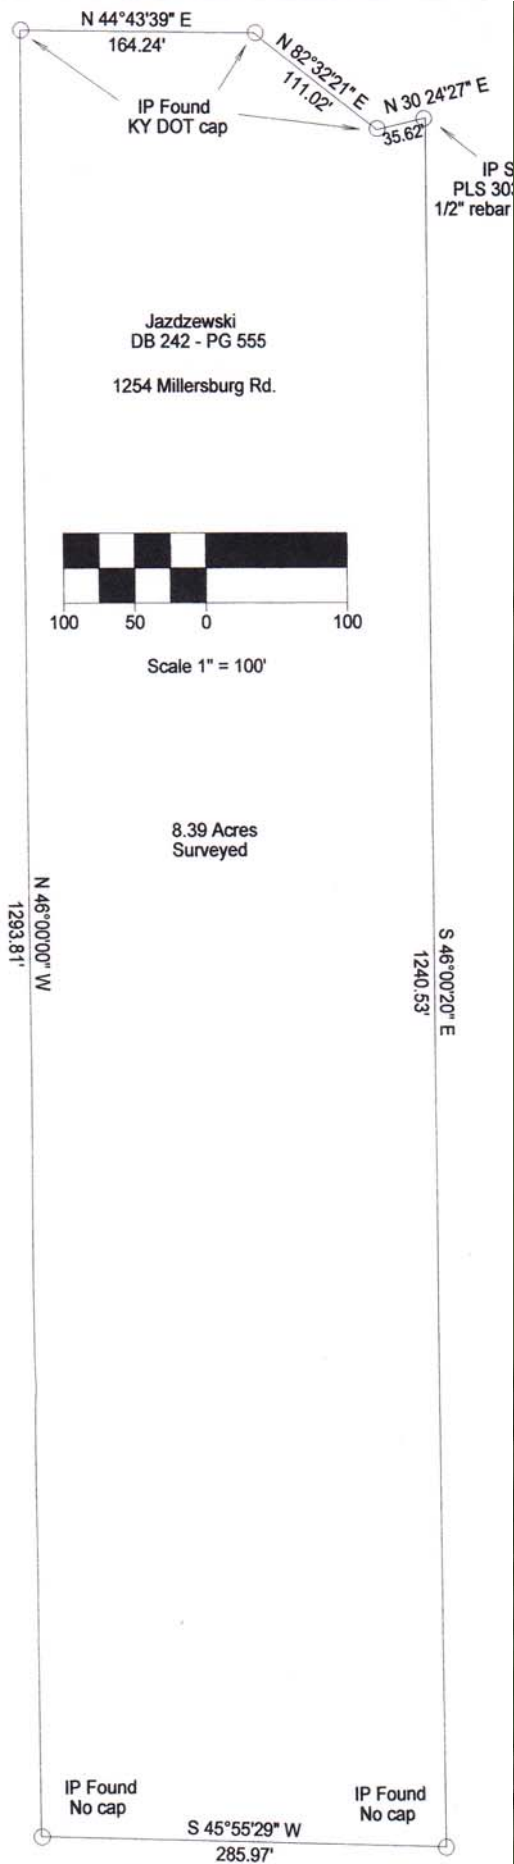 N 44°43'39" E
164.24'
N 82°32'21" E
111.02'
N 30 24'27" E
35.62'
IP Found
KY DOT cap
IP S
PLS 303
1/2" rebar
Jazdzewski
DB 242 - PG 555
1254 Millersburg Rd.
100 50 0 100
Scale 1" = 100'
8.39 Acres
Surveyed
N 46°00'00" W
1293.81'
S 46°00'20" E
1240.53'
IP Found
No cap
IP Found
No cap
S 45°55'29" W
285.97'